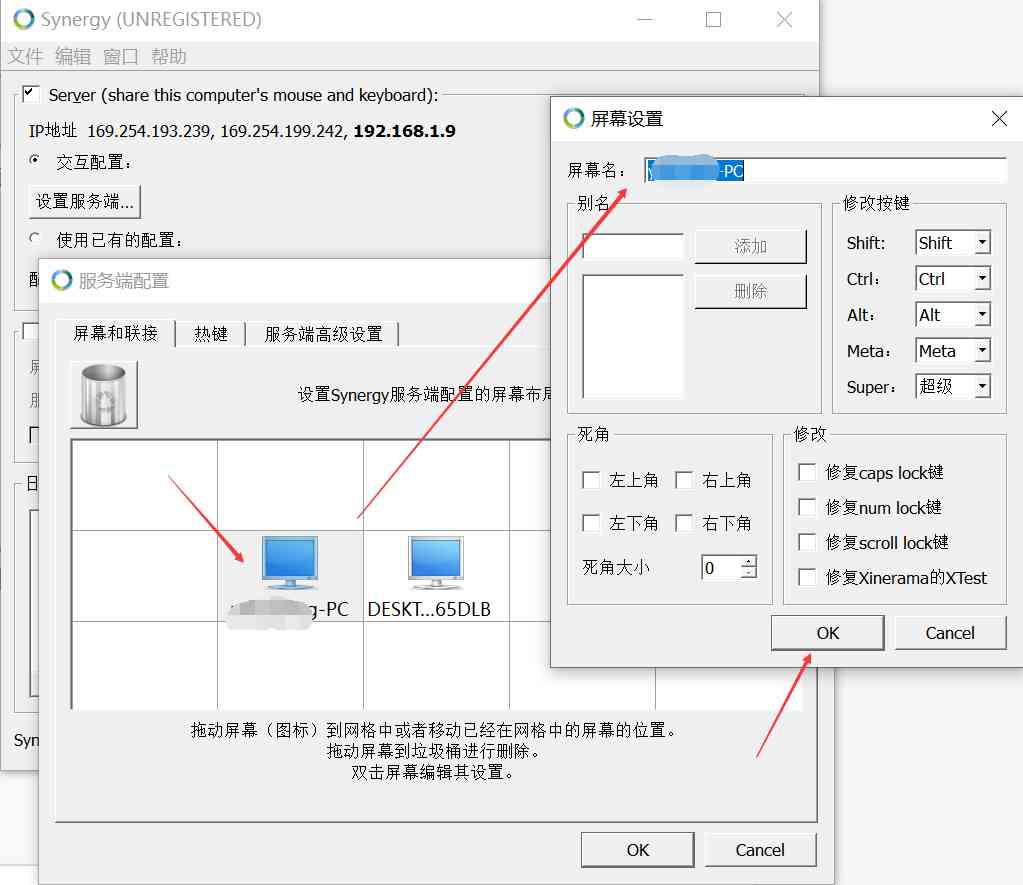 Synergy (UNREGISTERED)
文件 编辑 窗口 帮助
Server (share this computer's mouse and keyboard):
IP地址 169.254.193.239, 169.254.199.242, 192.168.1.9
交互配置：
设置服务端...
使用已有的配置：
服务端配置
屏幕和联接 热键 服务端高级设置
设置Synergy服务端配置的屏幕布局
g-PC
DESKT...65DLB
拖动屏幕（图标）到网格中或者移动已经在网格中的屏幕的位置。
拖动屏幕到垃圾桶进行删除。
双击屏幕编辑其设置。
OK Cancel
日
Syn
屏幕设置
屏幕名： -PC
别名
添加
删除
修改按键
Shift: Shift
Ctrl： Ctrl
Alt： Alt
Meta： Meta
Super： 超级
死角
左上角 右上角
左下角 右下角
死角大小 0
修改
修复caps lock键
修复num lock键
修复scroll lock键
修复Xinerama的XTest
OK Cancel